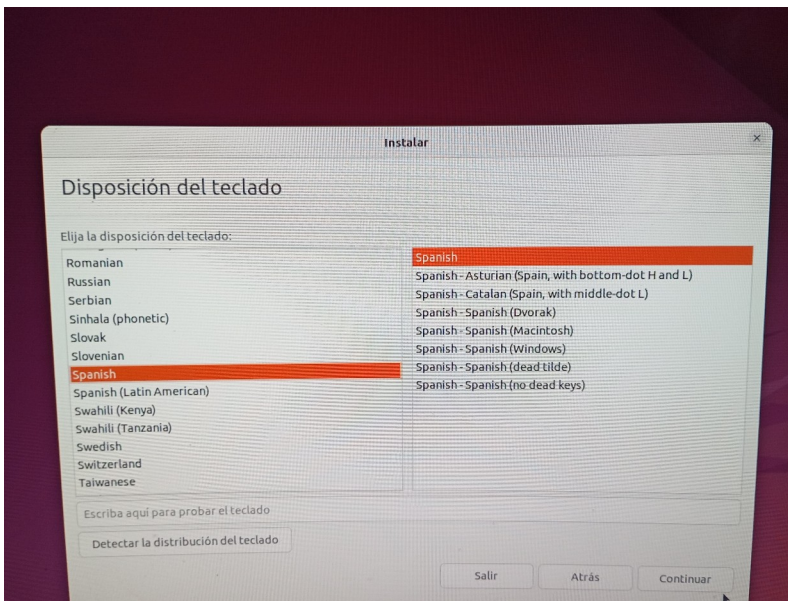 Instalar
Disposición del teclado
Elija la disposición del teclado:
Romanian
Russian
Serbian
Sinhala (phonetic)
Slovak
Slovenian
Spanish
Spanish (Latin American)
Swahili (Kenya)
Swahili (Tanzania)
Swedish
Switzerland
Taiwanese
Spanish
Spanish - Asturian (Spain, with bottom-dot H and L)
Spanish - Catalan (Spain, with middle-dot L)
Spanish - Spanish (Dvorak)
Spanish - Spanish (Macintosh)
Spanish - Spanish (Windows)
Spanish - Spanish (dead tilde)
Spanish - Spanish (no dead keys)
Escriba aquí para probar el teclado
Detectar la distribución del teclado
Salir
Atrás
Continuar